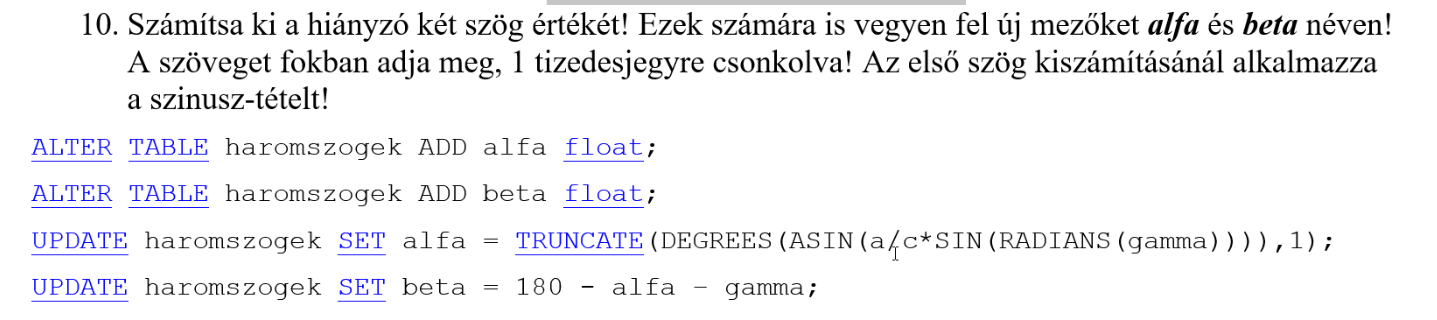 10. Számítsa ki a hiányzó két szög értékét! Ezek számára is vegyen fel új mezőket alfa és beta néven!
A szöveget fokban adja meg, 1 tizedesjegyre csonkolva! Az első szög kiszámításánál alkalmazza
a szinusz-tételt!
ALTER TABLE haromszogek ADD alfa float;
ALTER TABLE haromszogek ADD beta float;
UPDATE haromszogek SET alfa = TRUNCATE(DEGREES(ASIN(a/c*SIN(RADIANS(gamma)))),1);
UPDATE haromszogek SET beta = 180 - alfa – gamma;